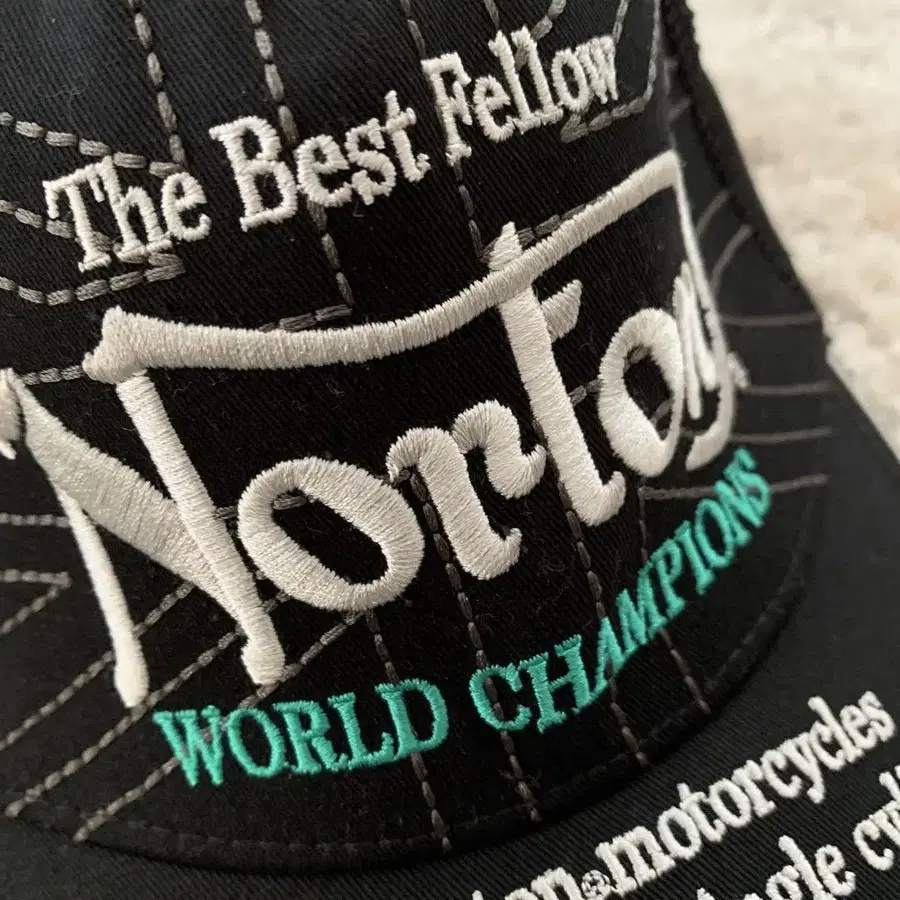 The Best Fellow
Norton
WORLD CHAMPIONS
motorcycles